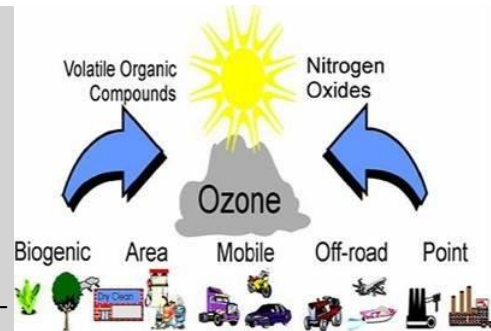 Volatile Organic
Compounds
Nitrogen
Oxides
Ozone
Biogenic Area Mobile Off-road Point
Dry Clean